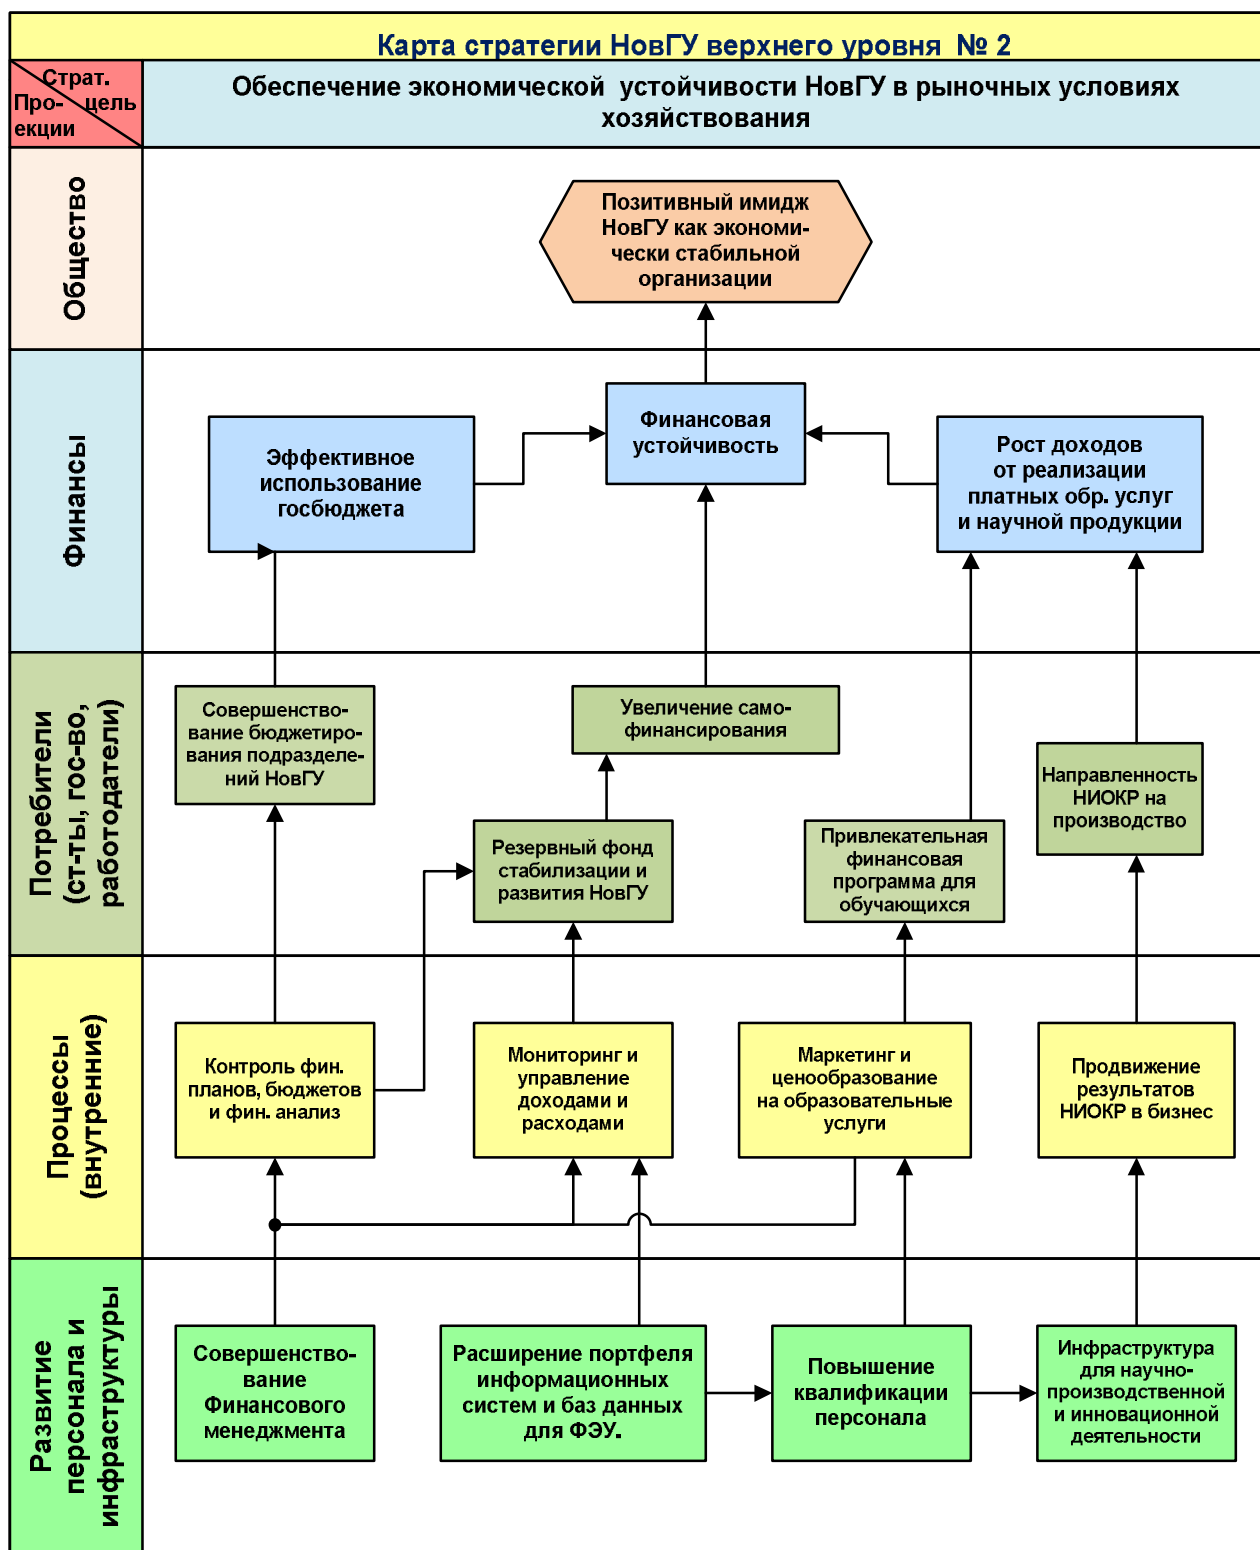 Карта стратегии НовГУ верхнего уровня № 2
Страт.
цель
Про-
екции
Обеспечение экономической устойчивости НовГУ в рыночных условиях
хозяйствования
Общество
Позитивный имидж
НовГУ как экономи-
чески стабильной
организации
Финансы
Эффективное
использование
госбюджета
Финансовая
устойчивость
Рост доходов
от реализации
платных обр. услуг
и научной продукции
Потребители
(ст-ты, гос-во,
работодатели)
Совершенство-
вание бюджетиро-
вания подразделе-
ний НовГУ
Увеличение само-
финансирования
Резервный фонд
стабилизации и
развития НовГУ
Привлекательная
финансовая
программа для
обучающихся
Направленность
НИОКР на
производство
Процессы
(внутренние)
Контроль фин.
планов, бюджетов
и фин. анализ
Мониторинг и
управление
доходами и
расходами
Маркетинг и
ценообразование
на образовательные
услуги
Продвижение
результатов
НИОКР в бизнес
Развитие
персонала и
инфраструктуры
Совершенство-
вание
Финансового
менеджмента
Расширение портфеля
информационных
систем и баз данных
для ФЭУ.
Повышение
квалификации
персонала
Инфраструктура
для научно-
производственной
и инновационной
деятельности